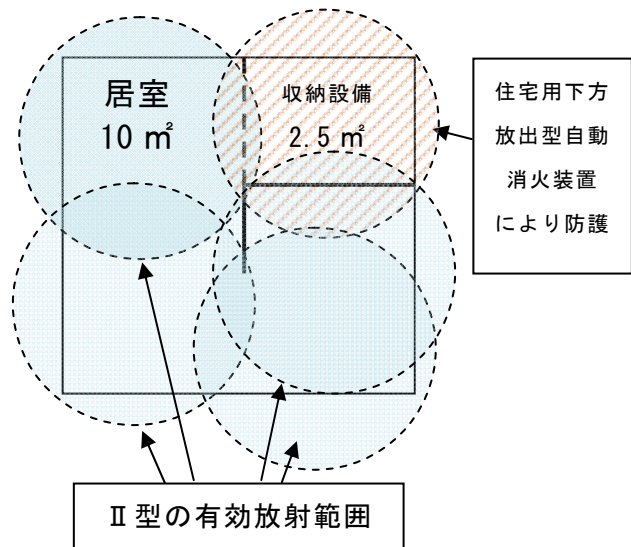 居室
10 ㎡
収納設備
2.5 ㎡
住宅用下方
放出型自動
消火装置
により防護
Ⅱ型の有効放射範囲